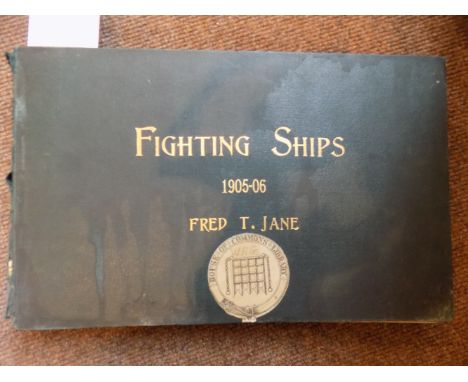 FIGHTING SHIPS
1905-06
FRED T. JANE
HOUSE OF COMMONS LIBRARY